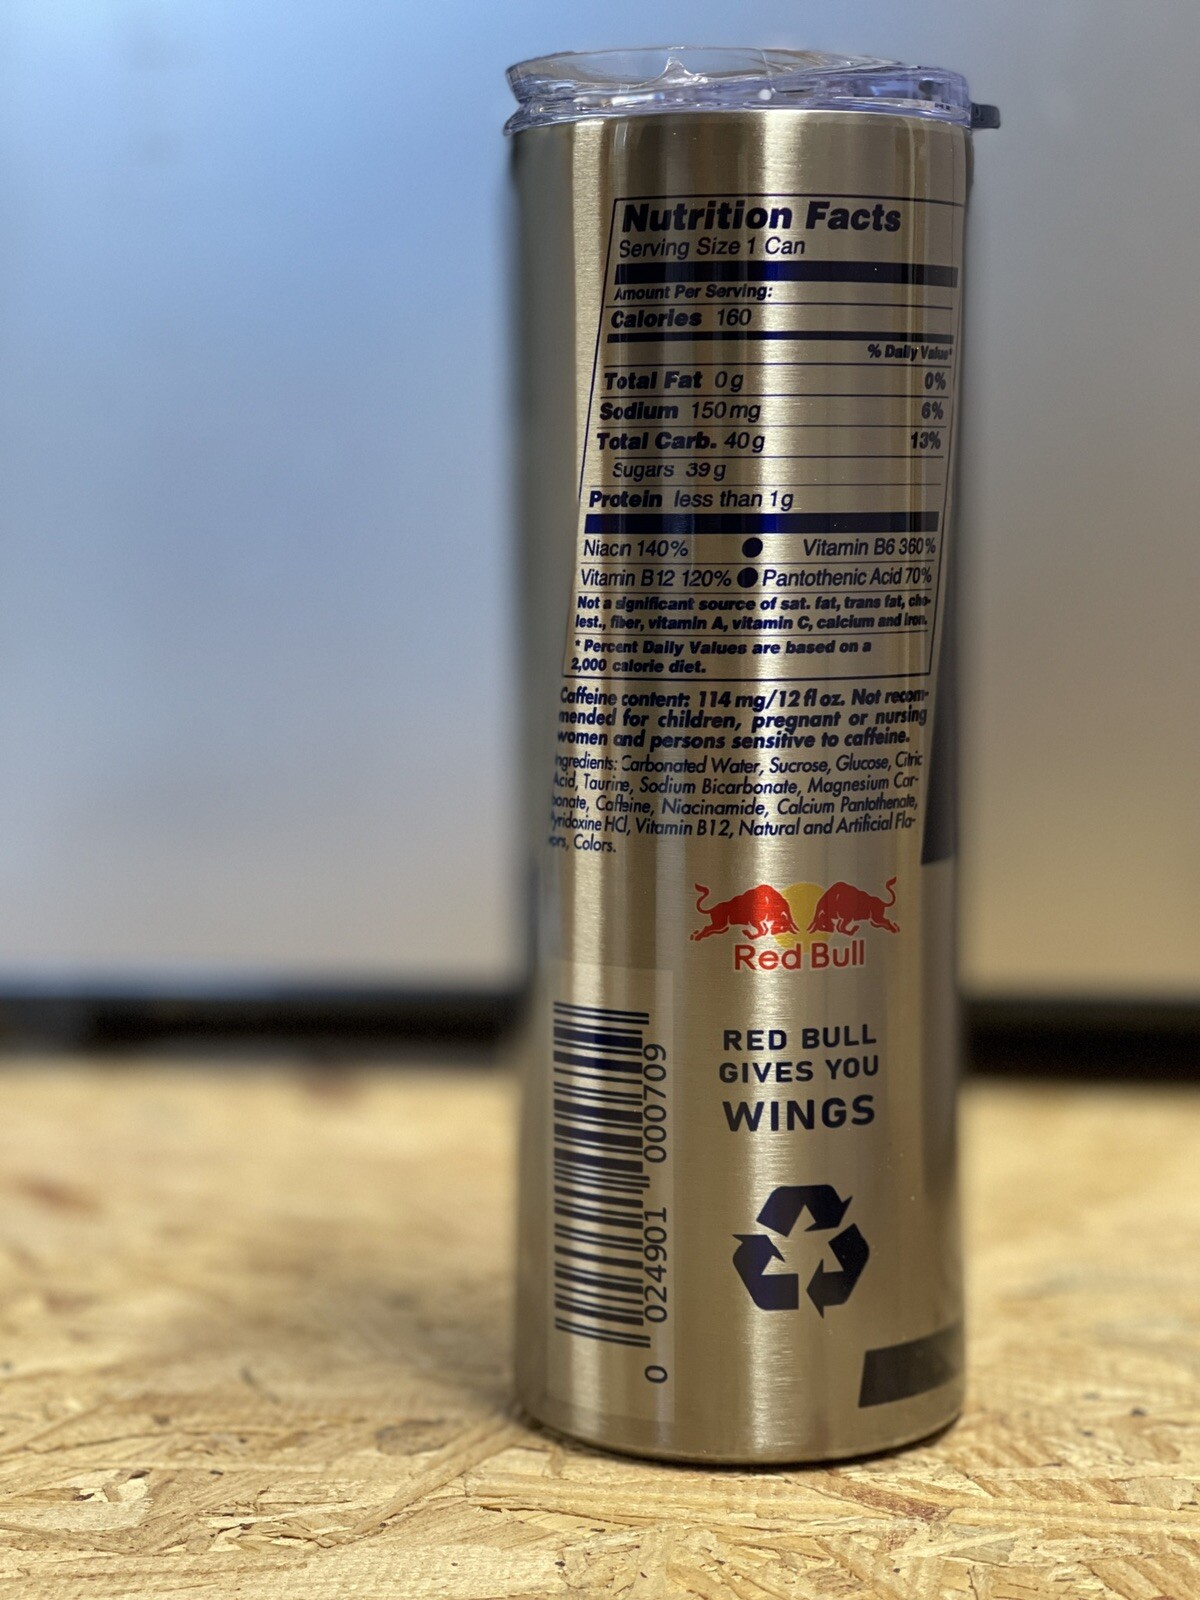 Nutrition Facts
Serving Size 1 Can
Amount Per Serving:
Calories 160
% Daily Value*
Total Fat 0g 0%
Sodium 150mg 6%
Total Carb. 40g 13%
Sugars 39g
Protein less than 1g
Niacn 140% ● Vitamin B6 360%
Vitamin B12 120% ● Pantothenic Acid 70%
Not a significant source of sat. fat, trans fat, cho-
lest., fiber, vitamin A, vitamin C, calcium and iron.
* Percent Daily Values are based on a
2,000 calorie diet.
Caffeine content: 114 mg/12 fl oz. Not recom-
mended for children, pregnant or nursing
women and persons sensitive to caffeine.
Ingredients: Carbonated Water, Sucrose, Glucose, Citric
Acid, Taurine, Sodium Bicarbonate, Magnesium Car-
bonate, Caffeine, Niacinamide, Calcium Pantothenate,
Pyridoxine HCl, Vitamin B12, Natural and Artificial Fla-
vors, Colors.
Red Bull
RED BULL
GIVES YOU
WINGS
0 024901 000709